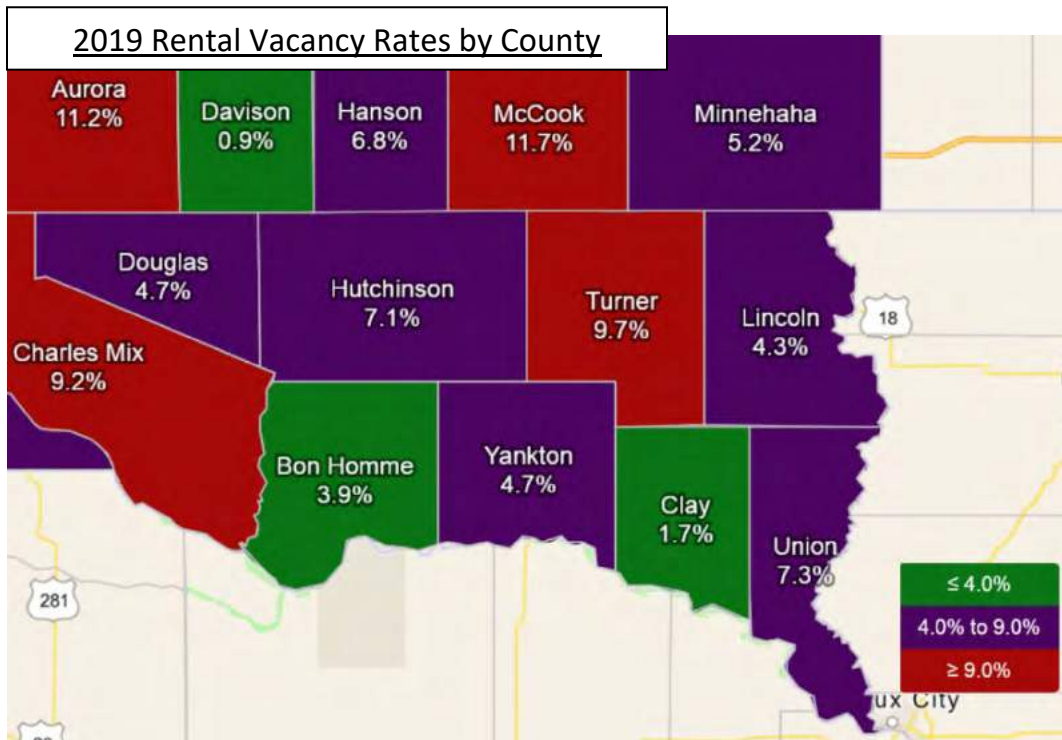 2019 Rental Vacancy Rates by County
Aurora
11.2%
Davison
0.9%
Hanson
6.8%
McCook
11.7%
Minnehaha
5.2%
Douglas
4.7%
Hutchinson
7.1%
Turner
9.7%
Lincoln
4.3%
18
Charles Mix
9.2%
Bon Homme
3.9%
Yankton
4.7%
Clay
1.7%
Union
7.3%
281
≤ 4.0%
4.0% to 9.0%
≥ 9.0%
ux City